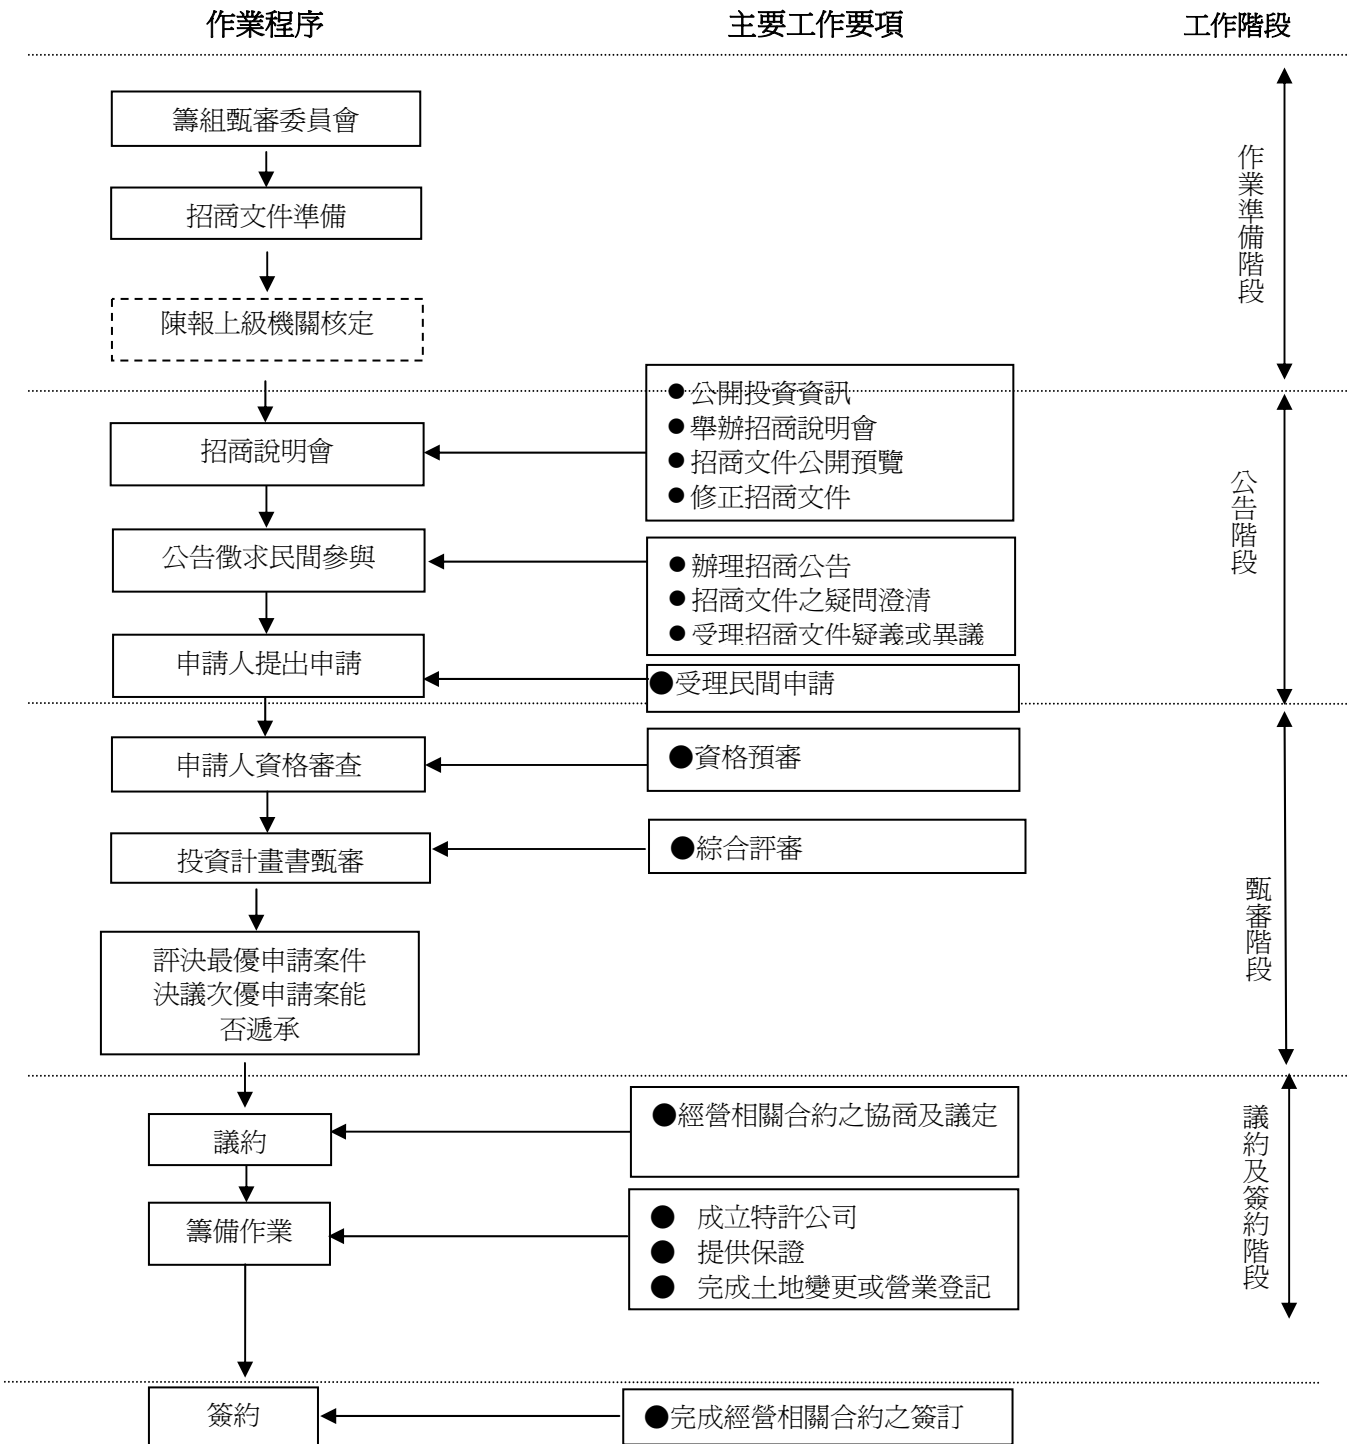 作業程序
主要工作要項
工作階段
籌組甄審委員會
招商文件準備
陳報上級機關核定
作業準備階段
招商說明會
●公開投資資訊
●舉辦招商說明會
●招商文件公開預覽
●修正招商文件
公告徵求民間參與
●辦理招商公告
●招商文件之疑問澄清
●受理招商文件疑義或異議
申請人提出申請
●受理民間申請
公告階段
申請人資格審查
●資格預審
投資計畫書甄審
●綜合評審
評決最優申請案件
決議次優申請案能
否遞承
甄審階段
議約
●經營相關合約之協商及議定
籌備作業
● 成立特許公司
● 提供保證
● 完成土地變更或營業登記
議約及簽約階段
簽約
●完成經營相關合約之簽訂